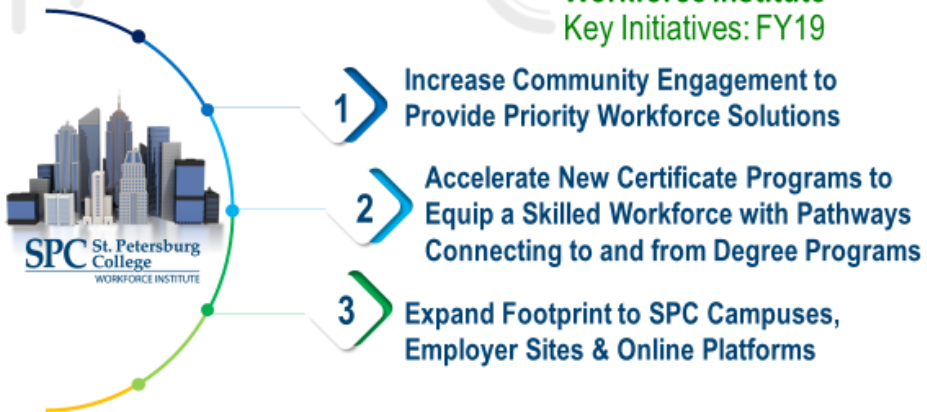 Workforce Institute
Key Initiatives: FY19
1
Increase Community Engagement to
Provide Priority Workforce Solutions
2
Accelerate New Certificate Programs to
Equip a Skilled Workforce with Pathways
Connecting to and from Degree Programs
SPC St. Petersburg
College
WORKFORCE INSTITUTE
3
Expand Footprint to SPC Campuses,
Employer Sites & Online Platforms